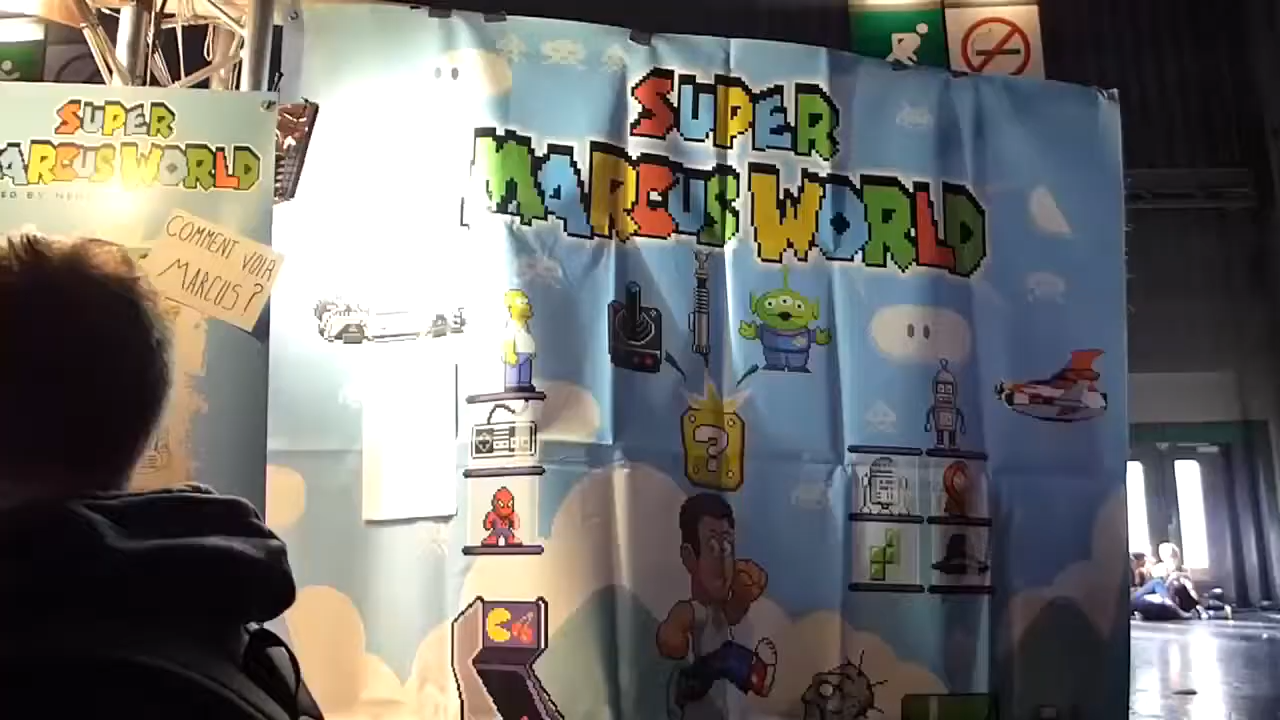 SUPER
MARCUS WORLD
SUPER
MARCUS WORLD
COMMENT VOIR
MARCUS ?
?